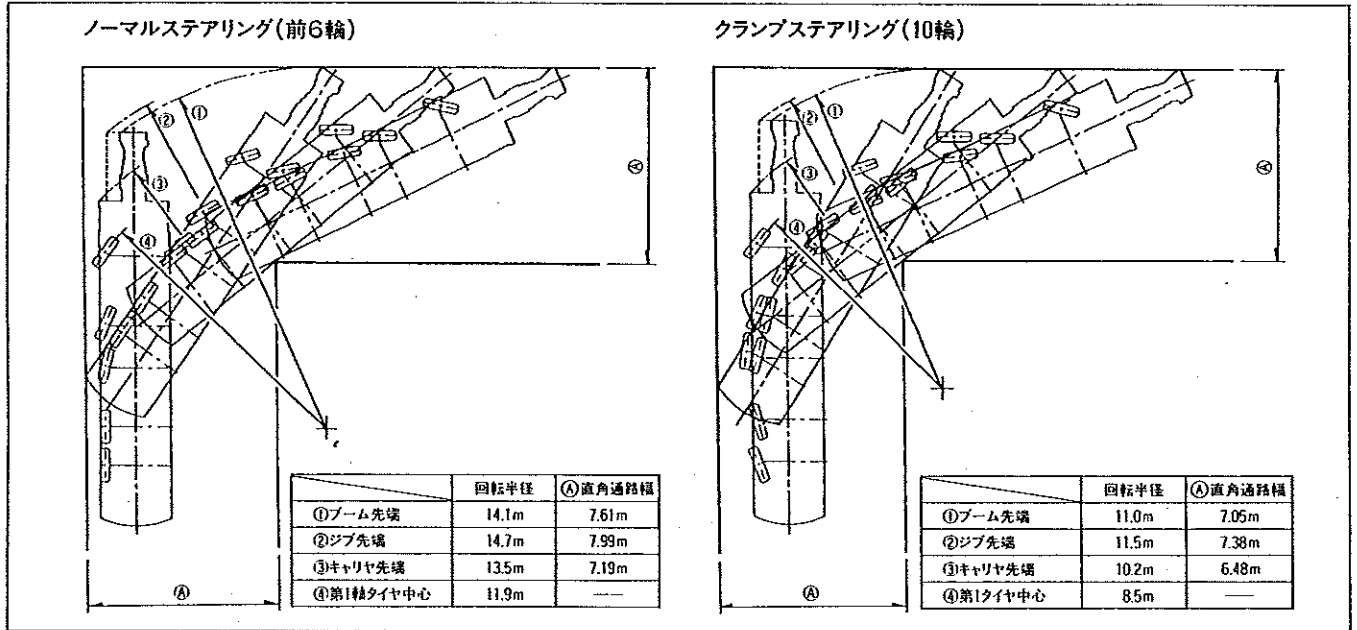 ノーマルステアリング(前6輪)
①
②
③
④
Ⓐ
Ⓐ
回転半径 Ⓐ直角通路幅
①ブーム先端 14.1m 7.61m
②ジブ先端 14.7m 7.99m
③キャリヤ先端 13.5m 7.19m
④第1軸タイヤ中心 11.9m ——
クランプステアリング(10輪)
①
②
③
④
Ⓐ
Ⓐ
回転半径 Ⓐ直角通路幅
①ブーム先端 11.0m 7.05m
②ジブ先端 11.5m 7.38m
③キャリヤ先端 10.2m 6.48m
④第1タイヤ中心 8.5m ——